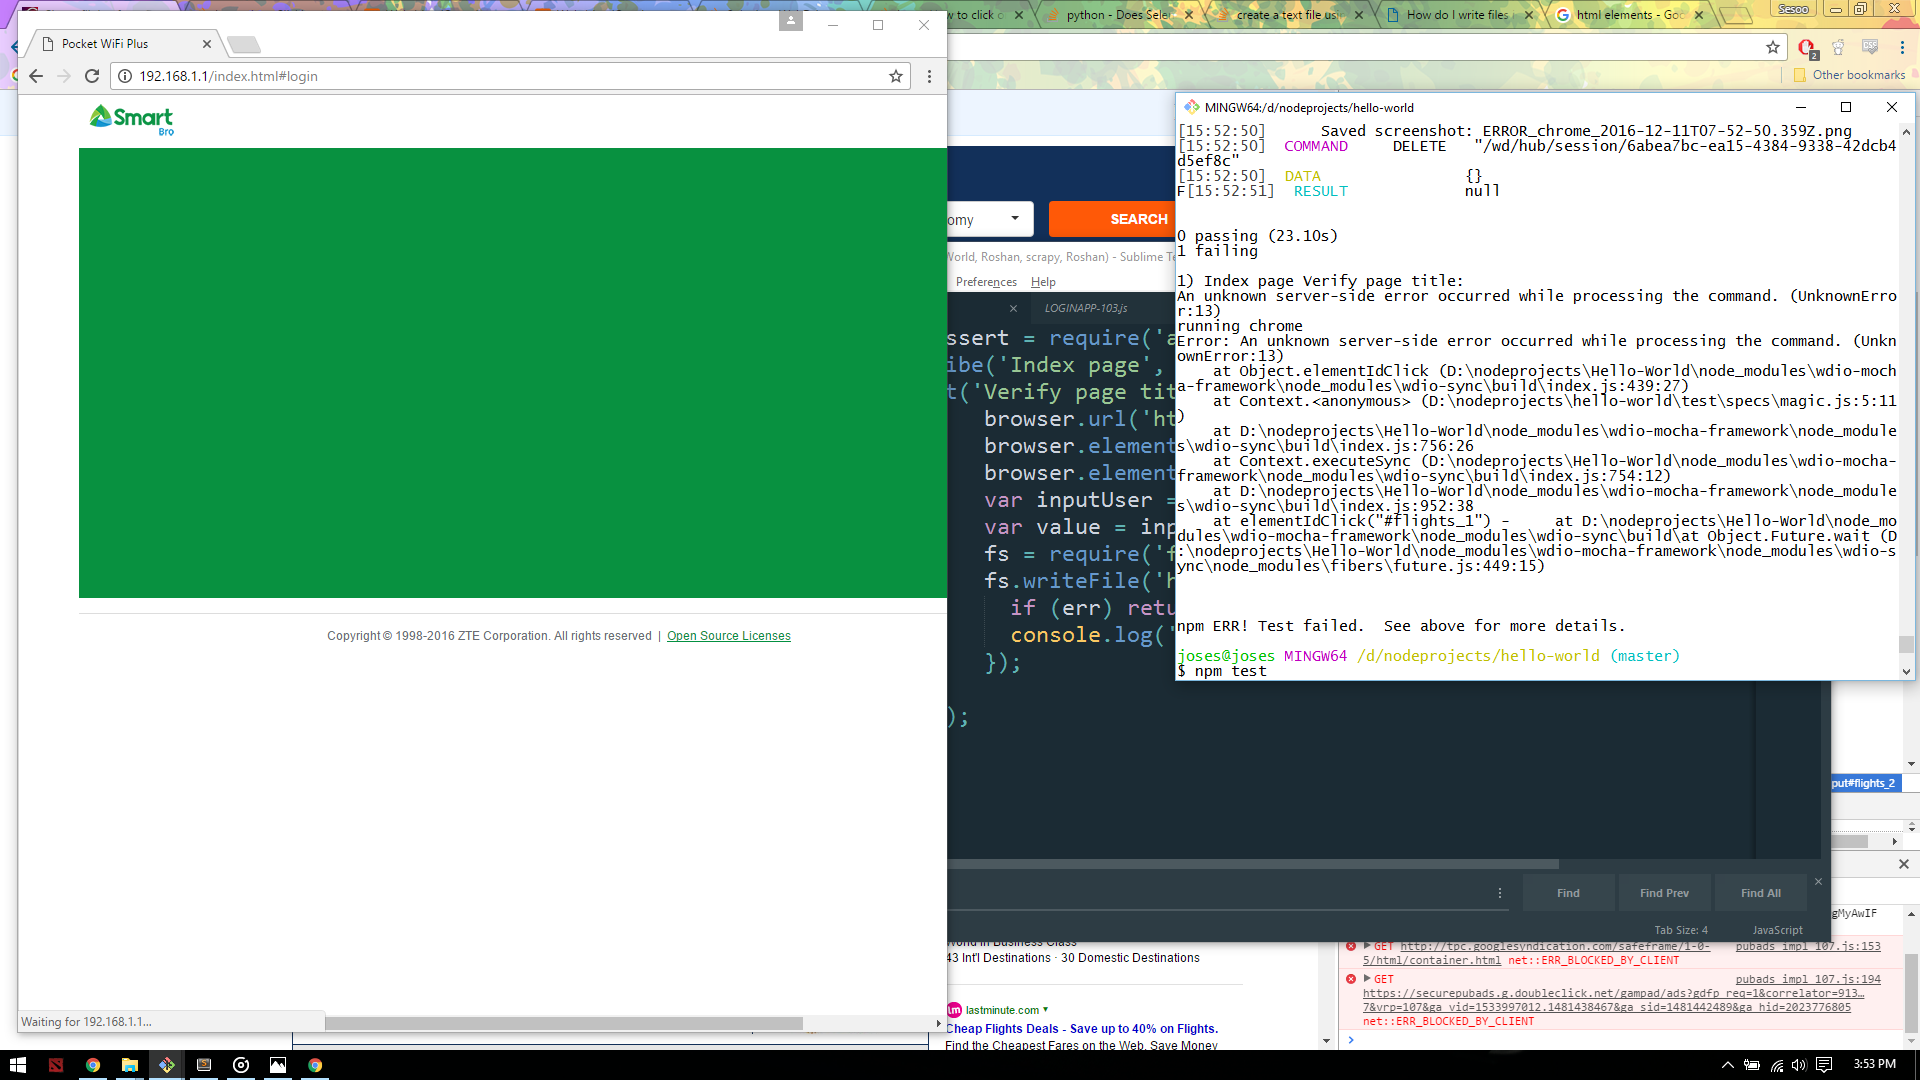 Pocket WiFi Plus
192.168.1.1/index.html#login
Smart
Bro
Copyright © 1998-2016 ZTE Corporation. All rights reserved | Open Source Licenses
Waiting for 192.168.1.1...
w to click
python - Does Sele
create a text file us
How do I write files
html elements - Goo
Sesoo
2
CSS
Other bookmarks
omy
SEARCH
World, Roshan, scrapy, Roshan) - Sublime Te
Preferences Help
LOGINAPP-103.js
ssert = require('a
ibe('Index page',
t('Verify page tit
browser.url('ht
browser.element
browser.element
var inputUser =
var value = inp
fs = require('f
fs.writeFile('h
if (err) retu
console.log('
});
);
Find
Find Prev
Find All
Tab Size: 4
JavaScript
MINGW64:/d/nodeprojects/hello-world
[15:52:50] Saved screenshot: ERROR_chrome_2016-12-11T07-52-50.359Z.png
[15:52:50] COMMAND DELETE "/wd/hub/session/6abea7bc-ea15-4384-9338-42dcb4
d5ef8c"
[15:52:50] DATA {}
F[15:52:51] RESULT null
0 passing (23.10s)
1 failing
1) Index page Verify page title:
An unknown server-side error occurred while processing the command. (UnknownErro
r:13)
running chrome
Error: An unknown server-side error occurred while processing the command. (Unkn
ownError:13)
at Object.elementIdClick (D:\nodeprojects\Hello-World\node_modules\wdio-moch
a-framework\node_modules\wdio-sync\build\index.js:439:27)
at Context.<anonymous> (D:\nodeprojects\hello-world\test\specs\magic.js:5:11
)
at D:\nodeprojects\Hello-World\node_modules\wdio-mocha-framework\node_module
s\wdio-sync\build\index.js:756:26
at Context.executeSync (D:\nodeprojects\Hello-World\node_modules\wdio-mocha-
framework\node_modules\wdio-sync\build\index.js:754:12)
at D:\nodeprojects\Hello-World\node_modules\wdio-mocha-framework\node_module
s\wdio-sync\build\index.js:952:38
at elementIdClick("#flights_1") - at D:\nodeprojects\Hello-World\node_mo
dules\wdio-mocha-framework\node_modules\wdio-sync\build\at Object.Future.wait (D
:\nodeprojects\Hello-World\node_modules\wdio-mocha-framework\node_modules\wdio-s
ync\node_modules\fibers\future.js:449:15)
npm ERR! Test failed. See above for more details.
joses@joses MINGW64 /d/nodeprojects/hello-world (master)
$ npm test
put#flights_2
gMyAwIF
GET http://tpc.googlesyndication.com/safeframe/1-0- pubads_impl_107.js:153
5/html/container.html net::ERR_BLOCKED_BY_CLIENT
GET pubads_impl_107.js:194
https://securepubads.g.doubleclick.net/gampad/ads?gdfp_req=1&correlator=913…
7&vrp=107&ga_vid=1533997012.1481438467&ga_sid=1481442489&ga_hid=2023776805
net::ERR_BLOCKED_BY_CLIENT
World in Business Class
43 Int'l Destinations · 30 Domestic Destinations
lm lastminute.com
Cheap Flights Deals - Save up to 40% on Flights.
Find the Cheapest Fares on the Web. Save Money
3:53 PM